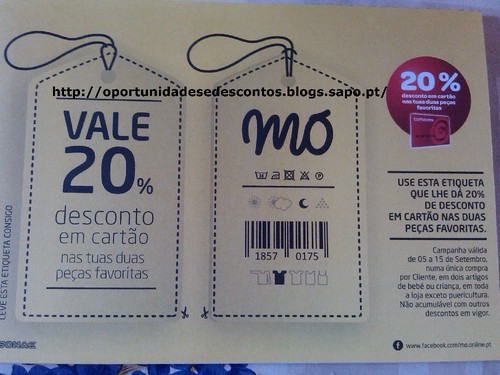 http://oportunidadesedescontos.blogs.sapo.pt/
LEVE ESTA ETIQUETA CONSIGO
VALE
20%
desconto
em cartão
nas tuas duas
peças favoritas
mo
1857 0175
20%
desconto em cartão
nas tuas duas peças
favoritas
USE ESTA ETIQUETA
QUE LHE DÁ 20%
DE DESCONTO
EM CARTÃO NAS DUAS
PEÇAS FAVORITAS.
Campanha válida
de 05 a 15 de Setembro,
numa única compra
por Cliente, em dois artigos
de bebé ou criança, em toda
a loja exceto puericultura.
Não acumulável com outros
descontos em vigor.
SONAE
www.facebook.com/mo.online.pt